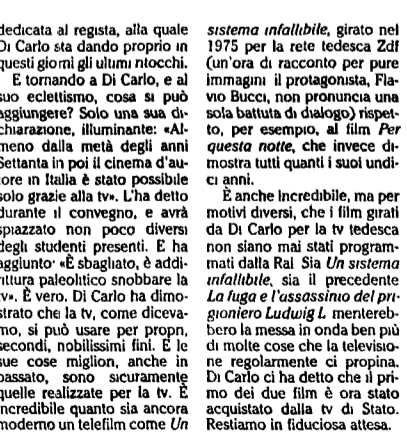 dedicata al regista, alla quale
Di Carlo sta dando proprio in
questi giorni gli ultimi ritocchi.
E tornando a Di Carlo, e al
suo eclettismo, cosa si può
aggiungere? Solo una sua di-
chiarazione, illuminante: «Al-
meno dalla metà degli anni
Settanta in poi il cinema d'au-
tore in Italia è stato possibile
solo grazie alla tv». L'ha detto
durante il convegno, e avrà
spiazzato non poco diversi
degli studenti presenti. E ha
aggiunto· «È sbagliato, è addi-
rittura paleolitico snobbare la
tv». È vero. Di Carlo ha dimo-
strato che la tv, come diceva-
mo, si può usare per propri,
secondi, nobilissimi fini. E le
sue cose migliori, anche in
passato, sono sicuramente
quelle realizzate per la tv. È
incredibile quanto sia ancora
moderno un telefilm come Un
sistema infallibile, girato nel
1975 per la rete tedesca Zdf
(un'ora di racconto per pure
immagini il protagonista, Fla-
vio Bucci, non pronuncia una
sola battuta di dialogo) rispet-
to, per esempio, al film Per
questa notte, che invece di-
mostra tutti quanti i suoi undi-
ci anni.
È anche incredibile, ma per
motivi diversi, che i film girati
da Di Carlo per la tv tedesca
non siano mai stati program-
mati dalla Rai Sia Un sistema
infallibile, sia il precedente
La fuga e l'assassinio del pri-
gioniero Ludwig L mentereb-
bero la messa in onda ben più
di molte cose che la televisio-
ne regolarmente ci propina.
Di Carlo ci ha detto che il pri-
mo dei due film è ora stato
acquistato dalla tv di Stato.
Restiamo in fiduciosa attesa.